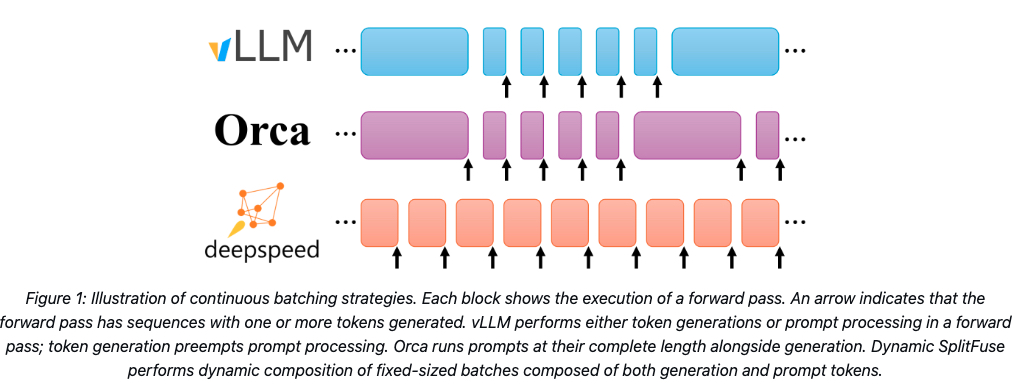 vLLM
Orca
deepspeed
Figure 1: Illustration of continuous batching strategies. Each block shows the execution of a forward pass. An arrow indicates that the
forward pass has sequences with one or more tokens generated. vLLM performs either token generations or prompt processing in a forward
pass; token generation preempts prompt processing. Orca runs prompts at their complete length alongside generation. Dynamic SplitFuse
performs dynamic composition of fixed-sized batches composed of both generation and prompt tokens.